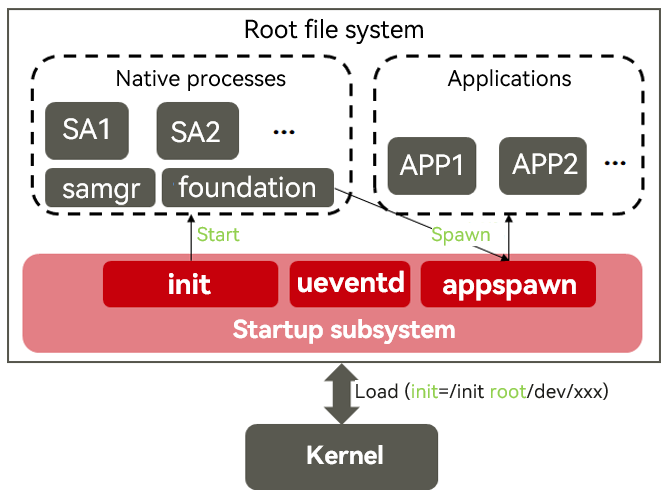 Root file system
Native processes
Applications
SA1
SA2
...
APP1
APP2
...
samgr
foundation
Start
Spawn
init
ueventd
appspawn
Startup subsystem
Load (init=/init root/dev/xxx)
Kernel